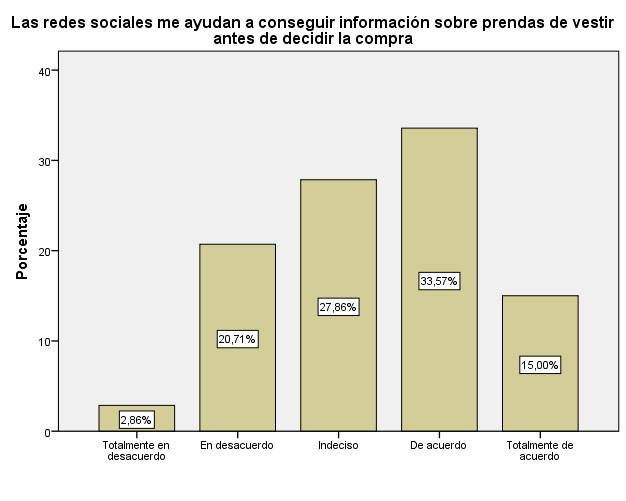 Las redes sociales me ayudan a conseguir información sobre prendas de vestir
antes de decidir la compra
40
30
20
10
0
Porcentaje
2,86%
20,71%
27,86%
33,57%
15,00%
Totalmente en
desacuerdo
En desacuerdo
Indeciso
De acuerdo
Totalmente de
acuerdo